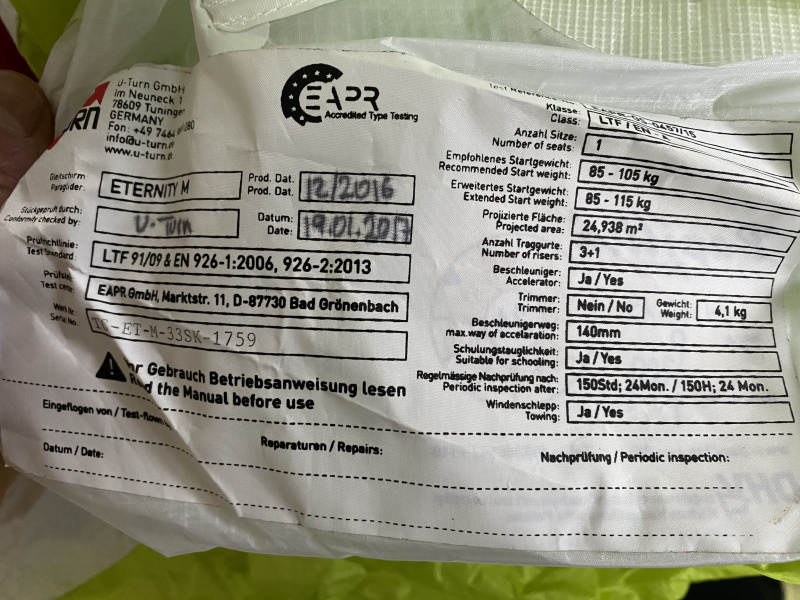 U-Turn GmbH
Im Neuneck 1
78609 Tuningen
GERMANY
Fon: +49 7464
280
info@u-turn.
www.u-turn.
EAPR
Accredited Type Testing
Gleitschirm
Paraglider:
ETERNITY M
Prod. Dat.
Prod. Dat.
12/2016
Stückgeprüft durch:
Conformity checked by:
U-Turn
Datum:
Date:
19.01.2017
Prüfrichtlinie:
Test Standard:
LTF 91/09 & EN 926-1:2006, 926-2:2013
EAPR GmbH, Marktstr. 11, D-87730 Bad Grönenbach
Serial No.
-ET-M-33SK-1759
Gebrauch Betriebsanweisung lesen
the Manual before use
Eingeflogen von / Test-flown
Datum / Date:
Reparaturen / Repairs:
Nachprüfung / Periodic inspection:
Klasse:
Class:
LTF / EN
Anzahl Sitze:
Number of seats:
1
Empfohlenes Startgewicht:
Recommended Start weight:
85 - 105 kg
Erweitertes Startgewicht:
Extended Start weight:
85 - 115 kg
Projizierte Fläche:
Projected area:
24,938 m²
Anzahl Traggurte:
Number of risers:
3+1
Beschleuniger:
Accelerator:
Ja / Yes
Trimmer:
Trimmer:
Nein / No
Gewicht:
Weight:
4,1 kg
Beschleunigerweg:
max.way of accelaration:
140mm
Schulungstauglichkeit:
Suitable for schooling:
Ja / Yes
Regelmässige Nachprüfung nach:
Periodic inspection after:
150Std; 24Mon. / 150H; 24 Mon.
Windenschlepp:
Towing:
Ja / Yes